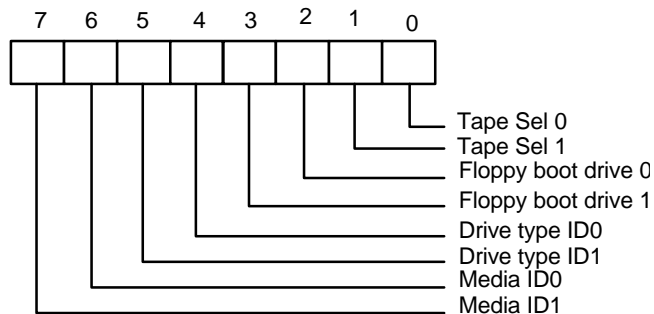 7 6 5 4 3 2 1 0
Tape Sel 0
Tape Sel 1
Floppy boot drive 0
Floppy boot drive 1
Drive type ID0
Drive type ID1
Media ID0
Media ID1